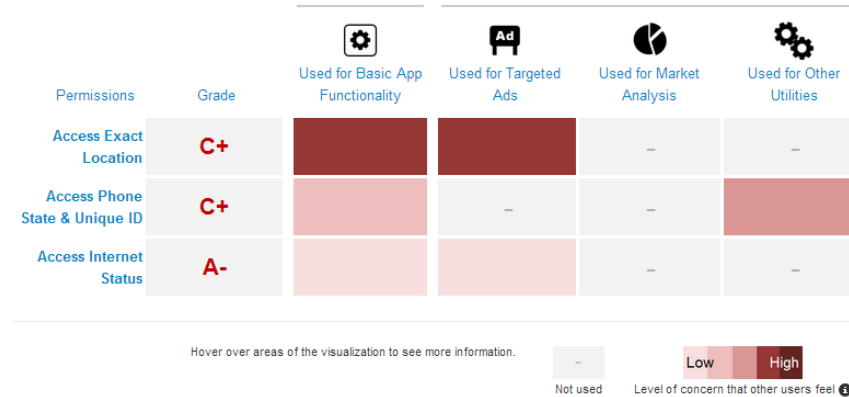 Ad
Used for Basic App
Functionality
Used for Targeted
Ads
Used for Market
Analysis
Used for Other
Utilities
Permissions
Grade
Access Exact
Location
C+
–
–
Access Phone
State & Unique ID
C+
–
–
Access Internet
Status
A-
–
–
Hover over areas of the visualization to see more information.
–
Not used
Low
High
Level of concern that other users feel
i